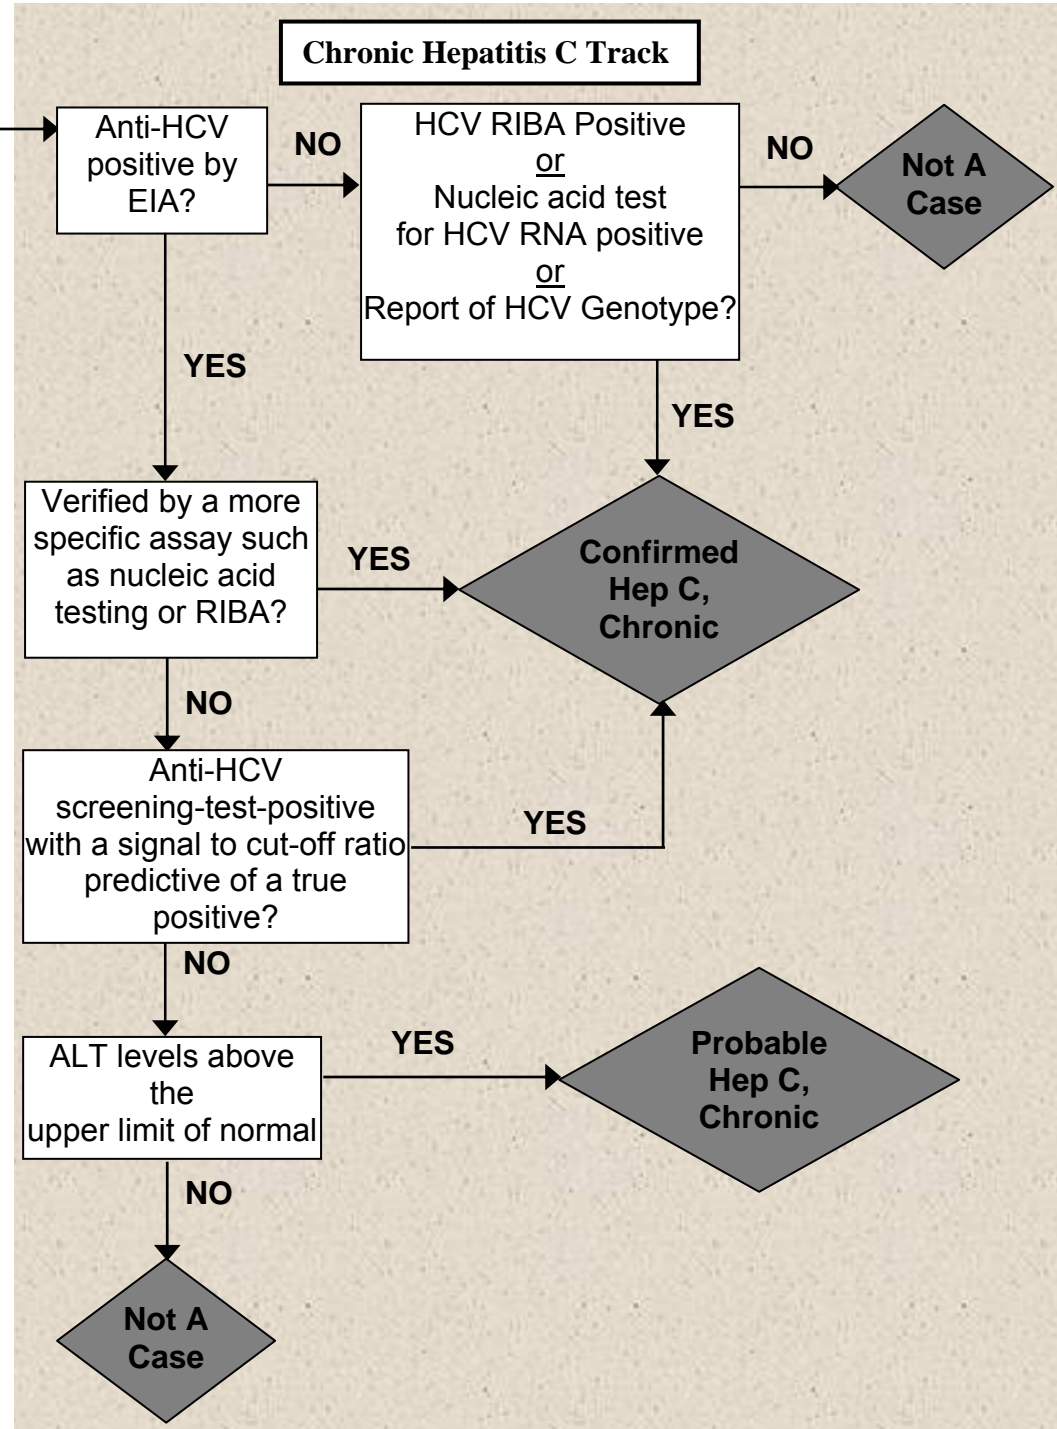 Chronic Hepatitis C Track
Anti-HCV
positive by
EIA?
NO
HCV RIBA Positive
or
Nucleic acid test
for HCV RNA positive
or
Report of HCV Genotype?
NO
Not A
Case
YES
YES
Verified by a more
specific assay such
as nucleic acid
testing or RIBA?
YES
Confirmed
Hep C,
Chronic
NO
Anti-HCV
screening-test-positive
with a signal to cut-off ratio
predictive of a true
positive?
YES
NO
ALT levels above
the
upper limit of normal
YES
Probable
Hep C,
Chronic
NO
Not A
Case